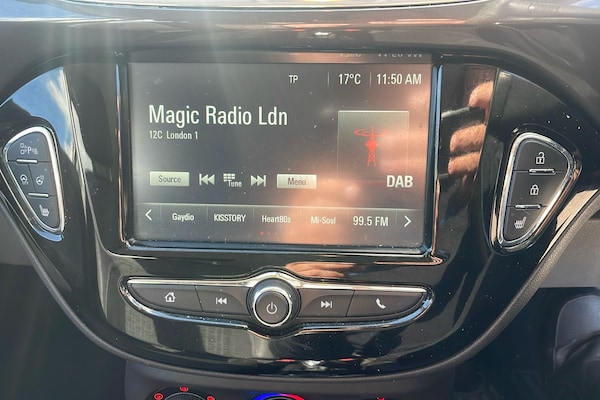 TP 17°C 11:50 AM
Magic Radio Ldn
12C London 1
Source Tune Menu
DAB
Gaydio KISSTORY Heart80s Mi-Soul 99.5 FM